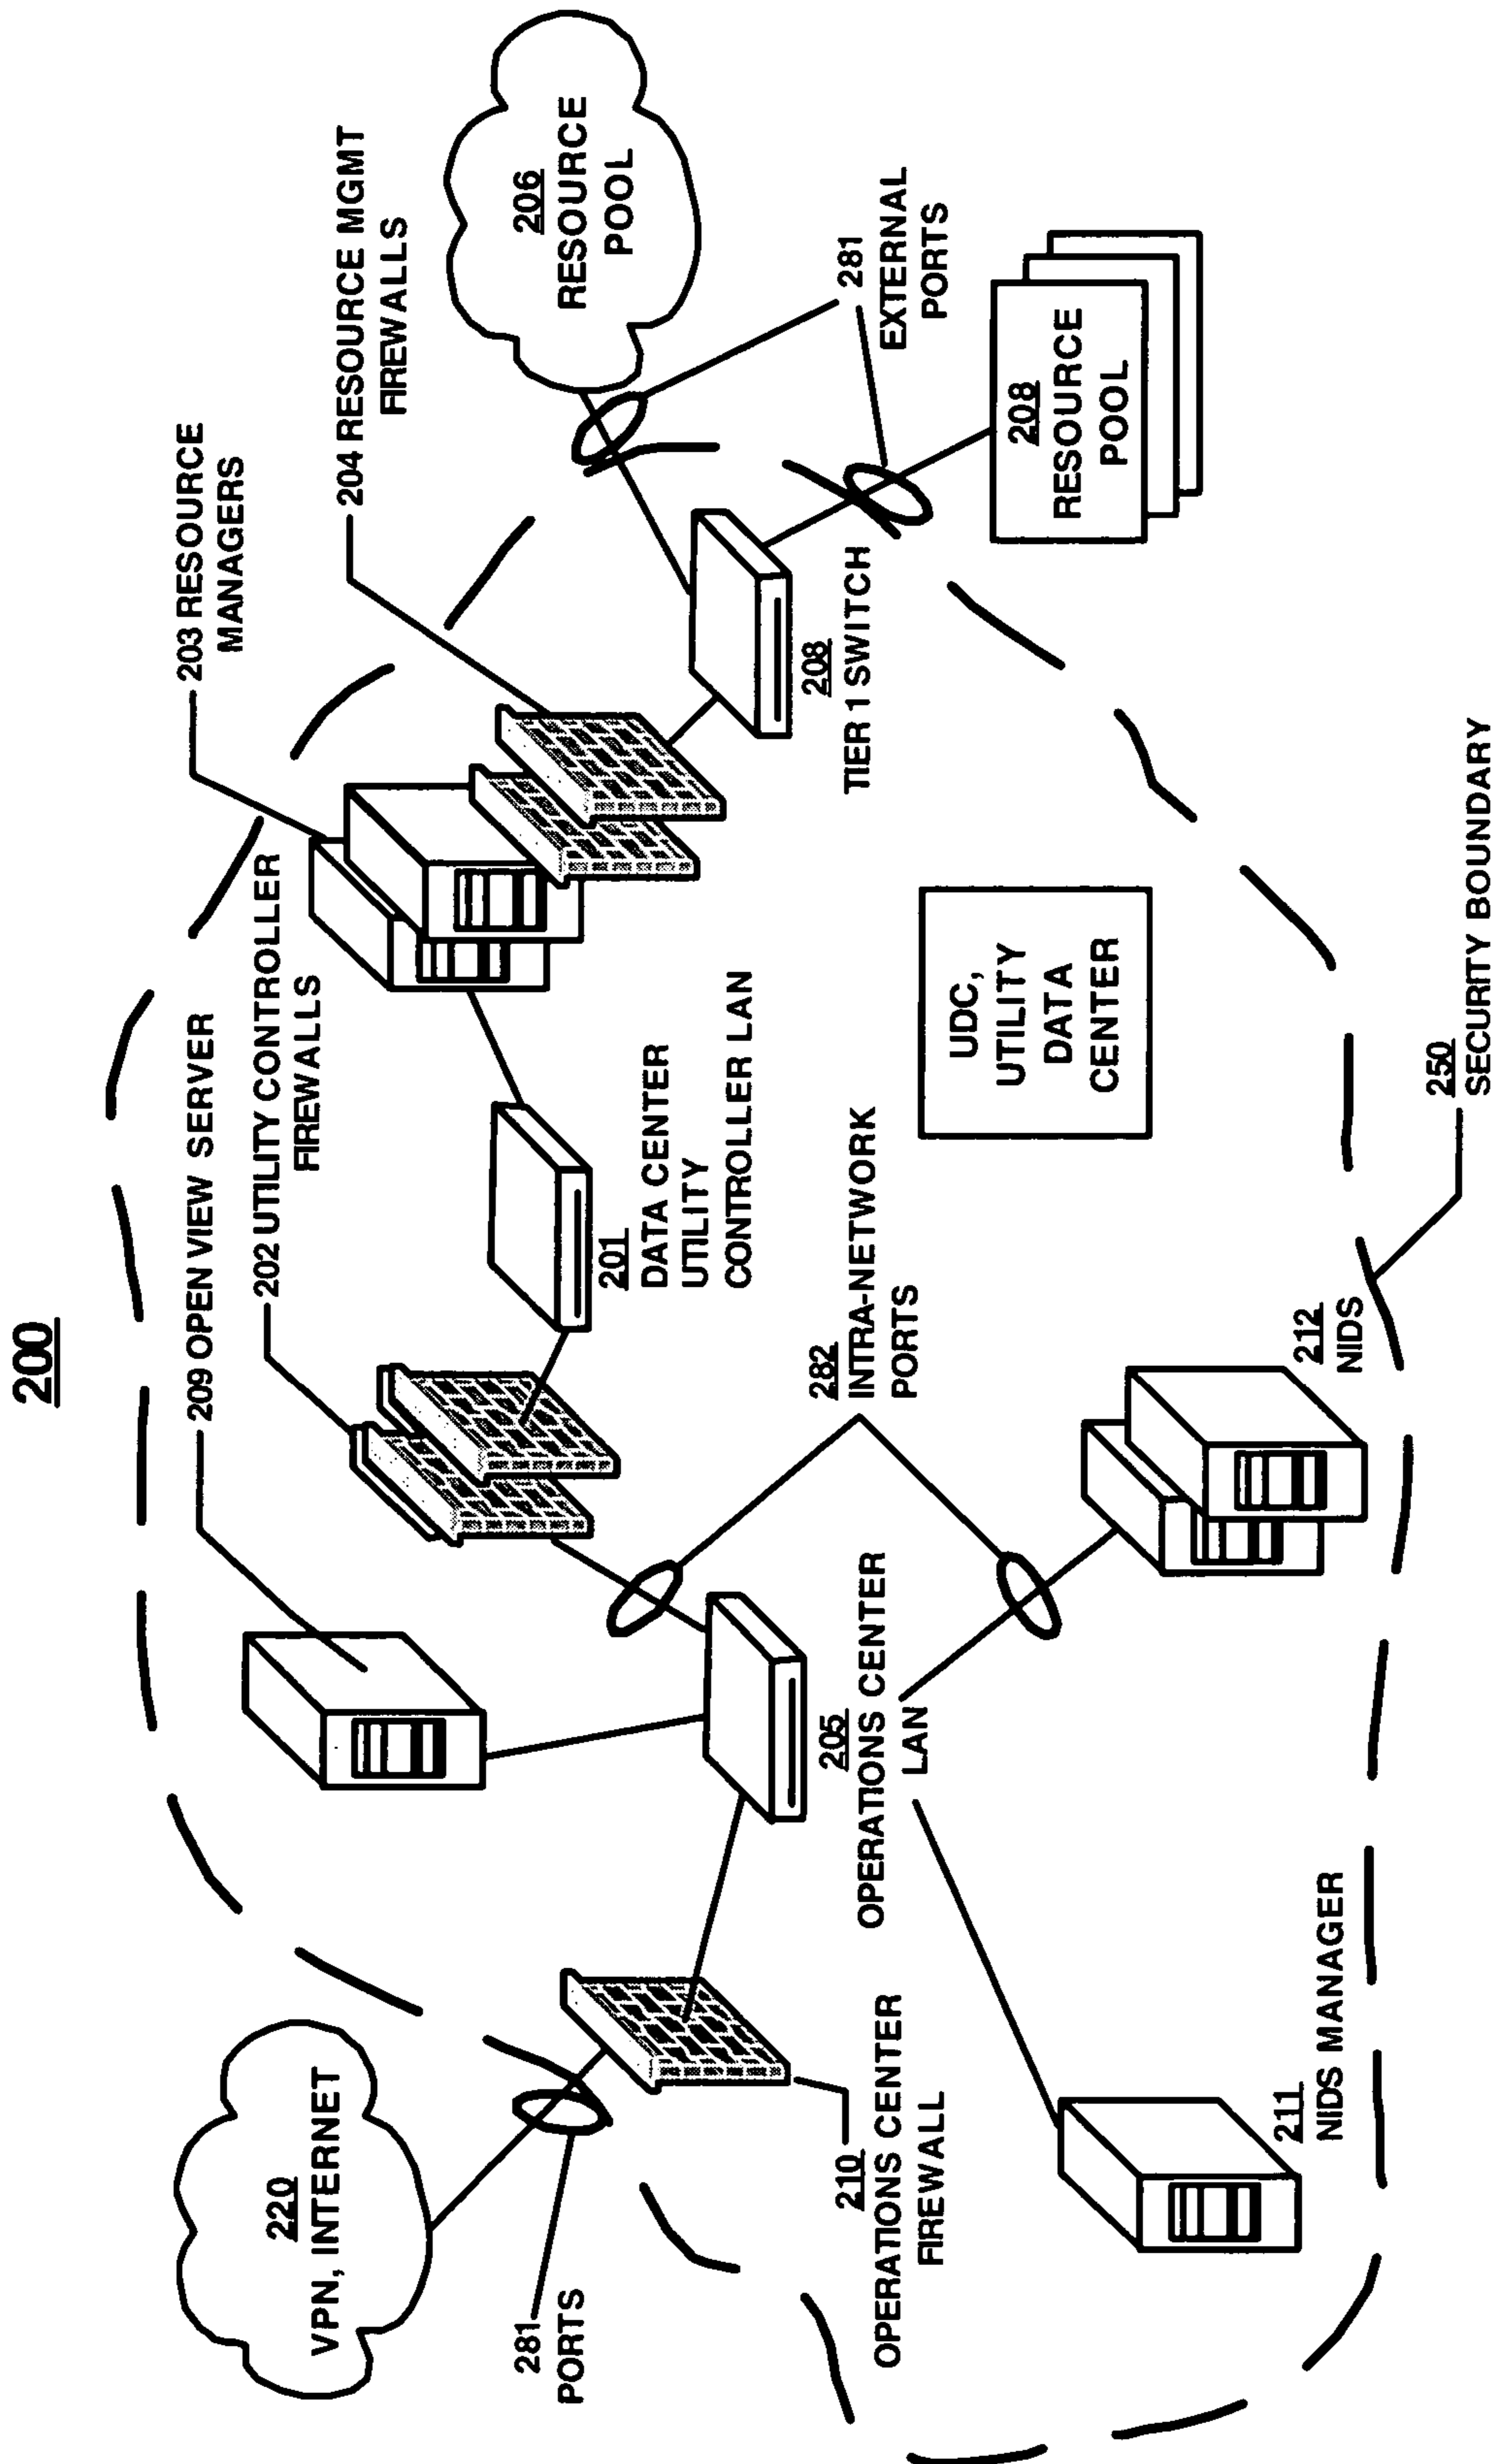 200
209 OPEN VIEW SERVER
202 UTILITY CONTROLLER
FIREWALLS
203 RESOURCE
MANAGERS
204 RESOURCE MGMT
FIREWALLS
220
VPN, INTERNET
206
RESOURCE
POOL
281
PORTS
201
DATA CENTER
UTILITY
CONTROLLER LAN
208
TIER 1 SWITCH
281
EXTERNAL
PORTS
210
OPERATIONS CENTER
FIREWALL
205
OPERATIONS CENTER
LAN
282
INTRA-NETWORK
PORTS
UDC,
UTILITY
DATA
CENTER
208
RESOURCE
POOL
211
NIDS MANAGER
212
NIDS
250
SECURITY BOUNDARY